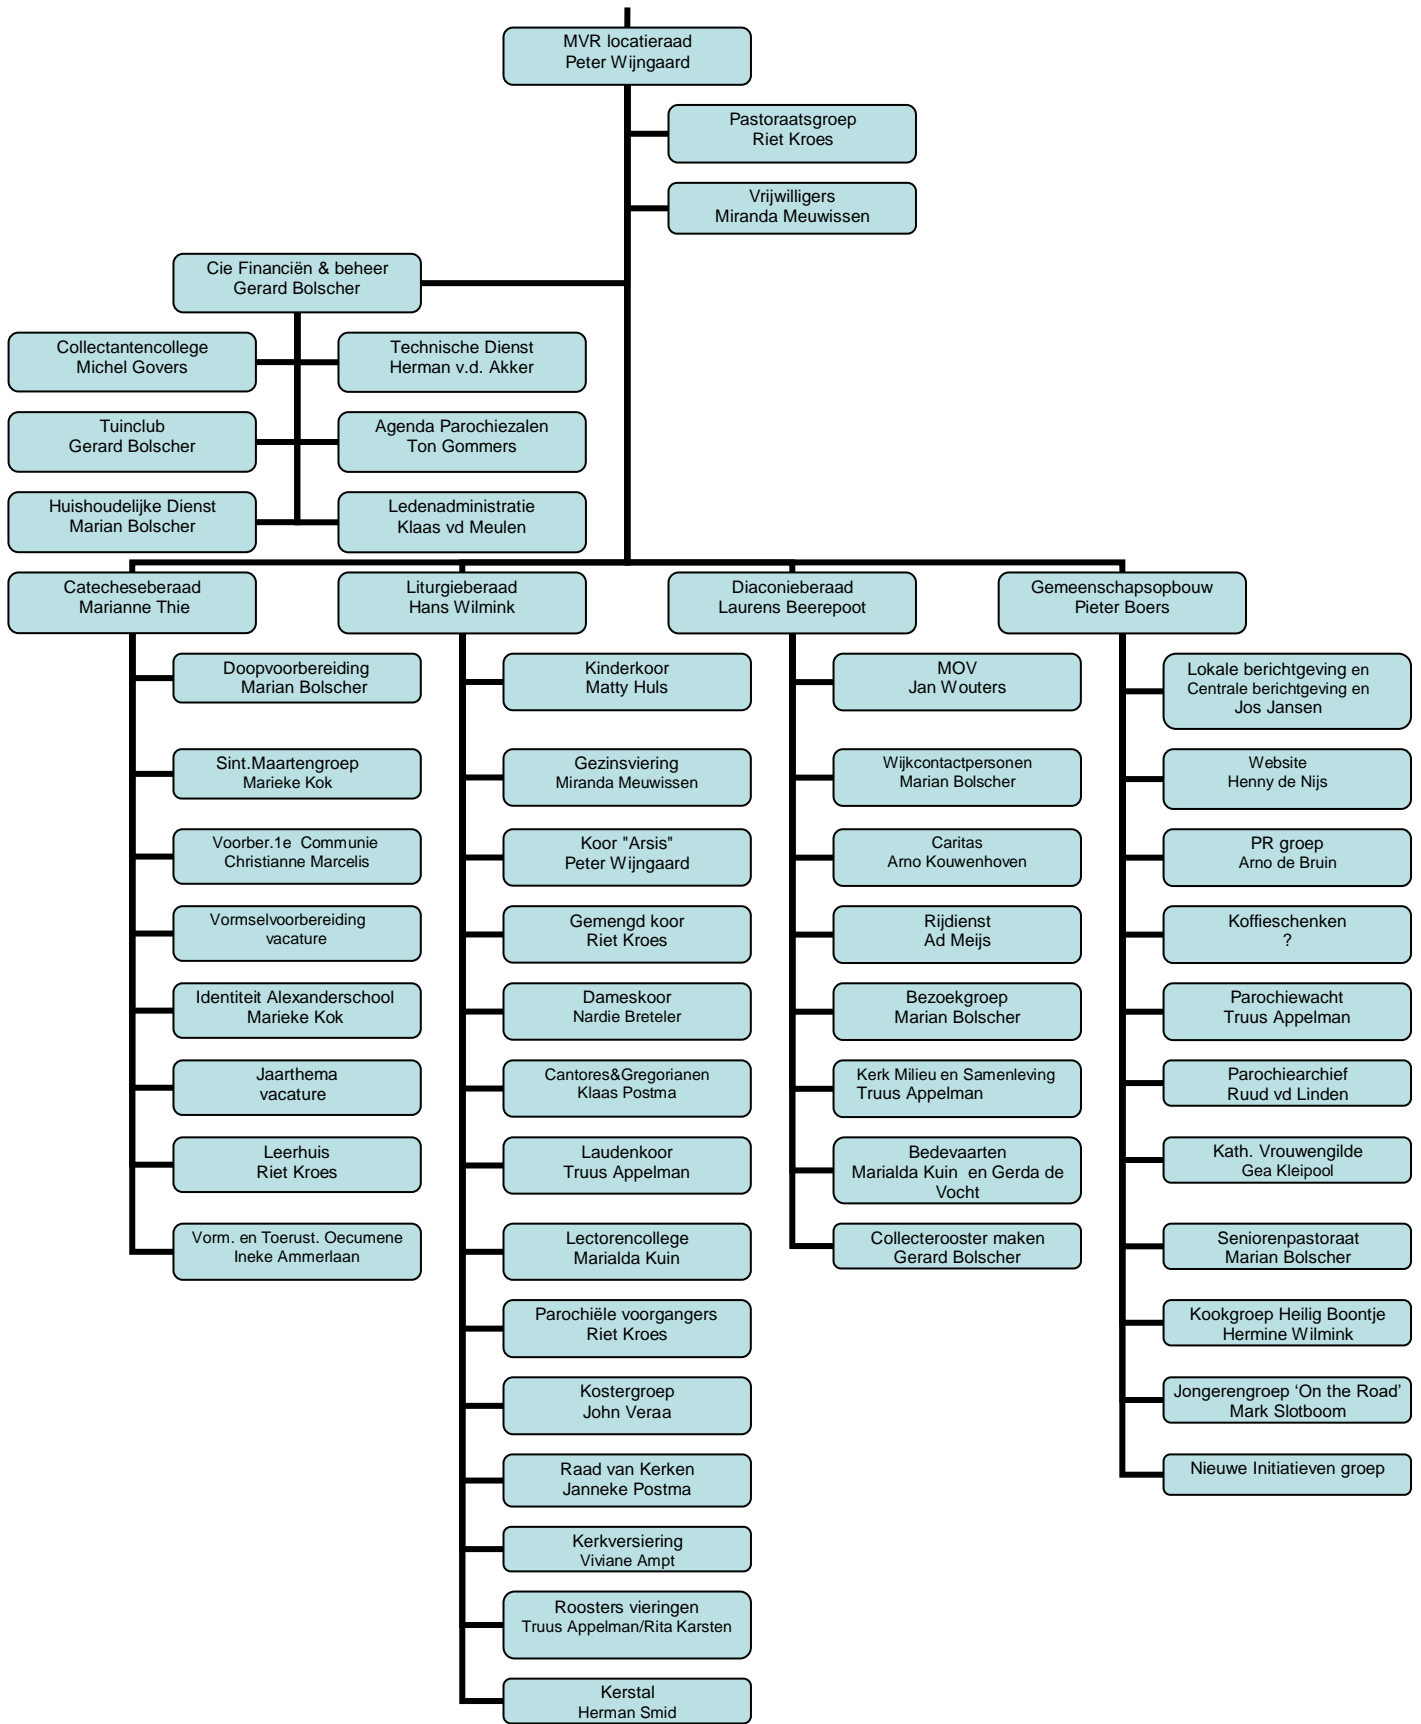 MVR locatieraad
Peter Wijngaard
Pastoraatsgroep
Riet Kroes
Vrijwilligers
Miranda Meuwissen
Cie Financiën & beheer
Gerard Bolscher
Collectantencollege
Michel Govers
Technische Dienst
Herman v.d. Akker
Tuinclub
Gerard Bolscher
Agenda Parochiezalen
Ton Gommers
Huishoudelijke Dienst
Marian Bolscher
Ledenadministratie
Klaas vd Meulen
Catecheseberaad
Marianne Thie
Liturgieberaad
Hans Wilmink
Diaconieberaad
Laurens Beerepoot
Gemeenschapsopbouw
Pieter Boers
Doopvoorbereiding
Marian Bolscher
Sint.Maartengroep
Marieke Kok
Voorber.1e Communie
Christianne Marcelis
Vormselvoorbereiding
vacature
Identiteit Alexanderschool
Marieke Kok
Jaarthema
vacature
Leerhuis
Riet Kroes
Vorm. en Toerust. Oecumene
Ineke Ammerlaan
Kinderkoor
Matty Huls
Gezinsviering
Miranda Meuwissen
Koor "Arsis"
Peter Wijngaard
Gemengd koor
Riet Kroes
Dameskoor
Nardie Breteler
Cantores&Gregorianen
Klaas Postma
Laudenkoor
Truus Appelman
Lectorencollege
Marialda Kuin
Parochiële voorgangers
Riet Kroes
Kostergroep
John Veraa
Raad van Kerken
Janneke Postma
Kerkversiering
Viviane Ampt
Roosters vieringen
Truus Appelman/Rita Karsten
Kerstal
Herman Smid
MOV
Jan Wouters
Wijkcontactpersonen
Marian Bolscher
Caritas
Arno Kouwenhoven
Rijdienst
Ad Meijs
Bezoekgroep
Marian Bolscher
Kerk Milieu en Samenleving
Truus Appelman
Bedevaarten
Marialda Kuin en Gerda de
Vocht
Collecterooster maken
Gerard Bolscher
Lokale berichtgeving en
Centrale berichtgeving en
Jos Jansen
Website
Henny de Nijs
PR groep
Arno de Bruin
Koffieschenken
?
Parochiewacht
Truus Appelman
Parochiearchief
Ruud vd Linden
Kath. Vrouwengilde
Gea Kleipool
Seniorenpastoraat
Marian Bolscher
Kookgroep Heilig Boontje
Hermine Wilmink
Jongerengroep ‘On the Road’
Mark Slotboom
Nieuwe Initiatieven groep